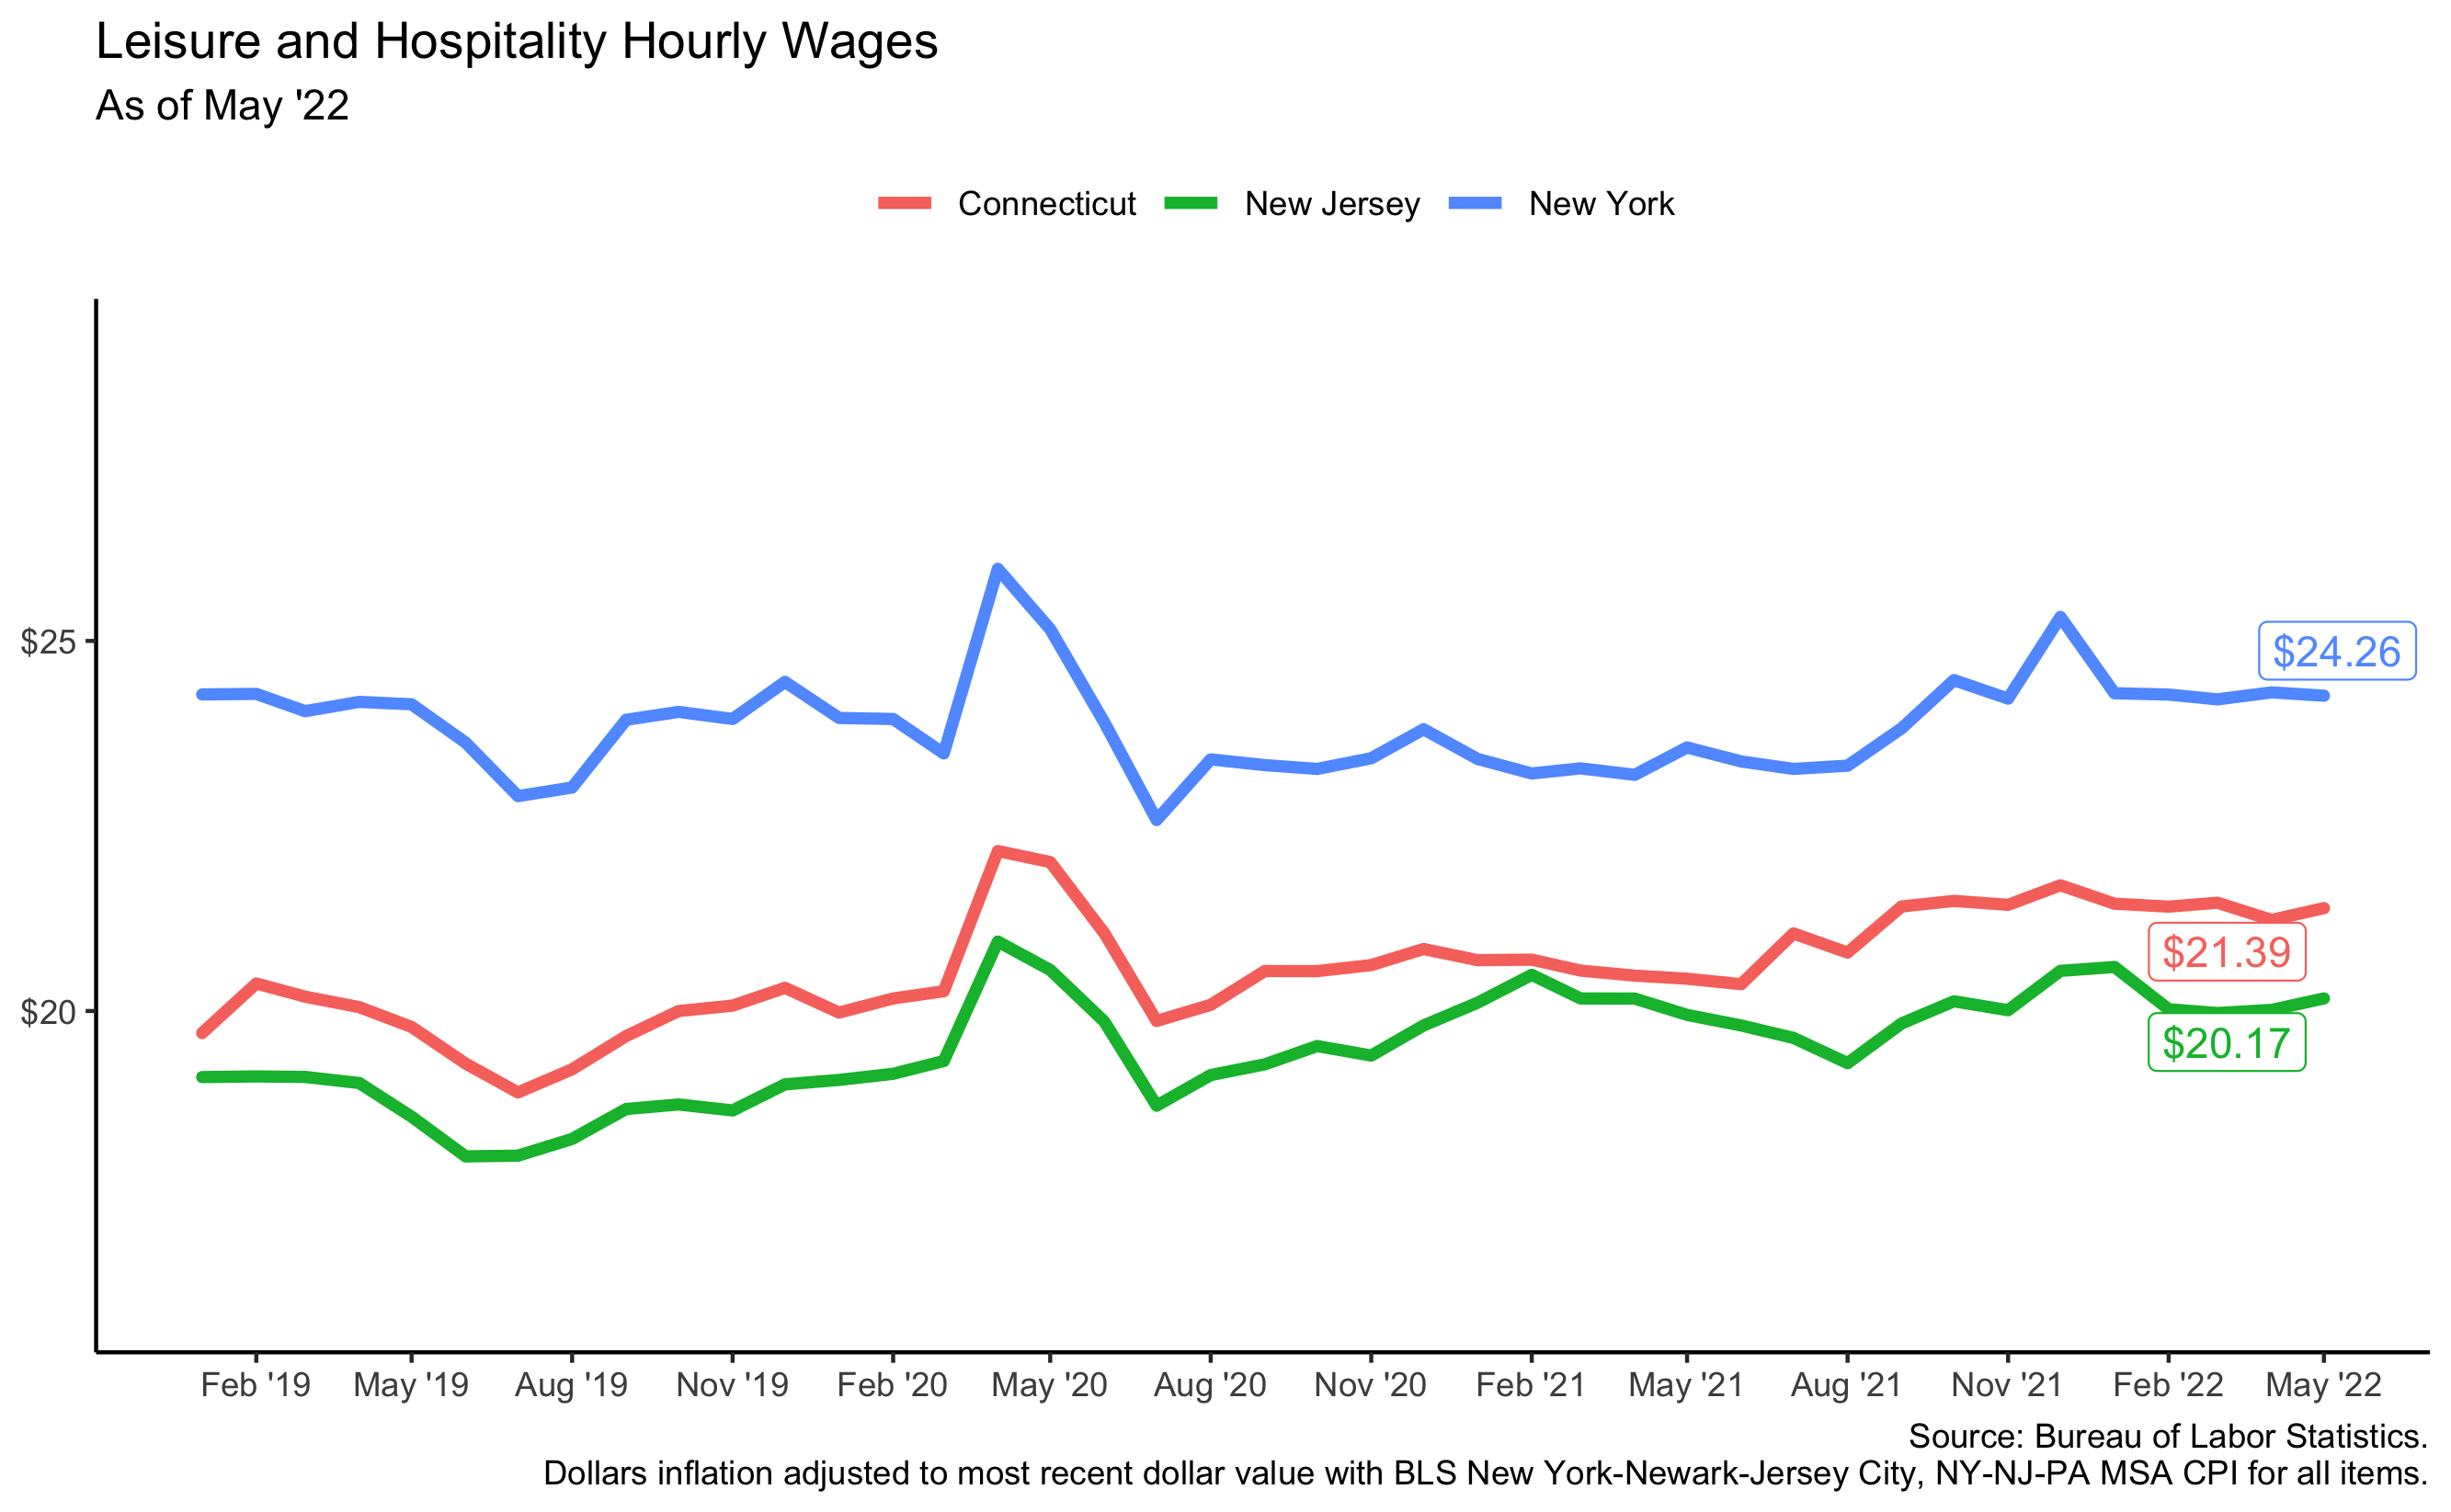 Leisure and Hospitality Hourly Wages
As of May '22
Connecticut New Jersey New York
$25
$20
$24.26
$21.39
$20.17
Feb '19 May '19 Aug '19 Nov '19 Feb '20 May '20 Aug '20 Nov '20 Feb '21 May '21 Aug '21 Nov '21 Feb '22 May '22
Source: Bureau of Labor Statistics.
Dollars inflation adjusted to most recent dollar value with BLS New York-Newark-Jersey City, NY-NJ-PA MSA CPI for all items.